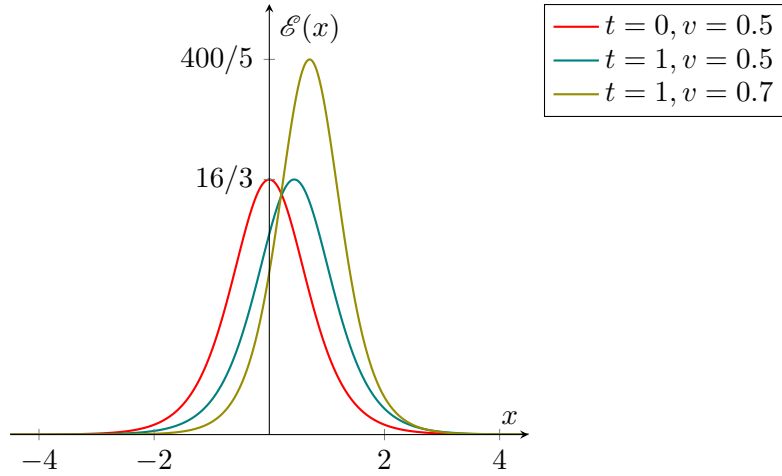 ℰ(x)
400/5
16/3
x
−4
−2
2
4
t = 0, v = 0.5
t = 1, v = 0.5
t = 1, v = 0.7